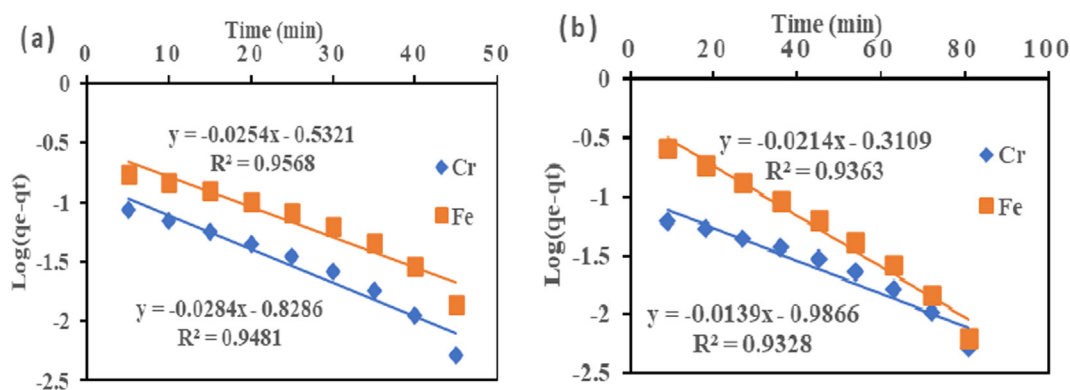 (a)
Time (min)
0 10 20 30 40 50
0
-0.5
-1
-1.5
-2
-2.5
Log(qe-qt)
y = -0.0254x - 0.5321
R² = 0.9568
Cr
Fe
y = -0.0284x - 0.8286
R² = 0.9481
(b)
Time (min)
0 20 40 60 80 100
0
-0.5
-1
-1.5
-2
-2.5
Log(qe-qt)
y = -0.0214x - 0.3109
R² = 0.9363
Cr
Fe
y = -0.0139x - 0.9866
R² = 0.9328